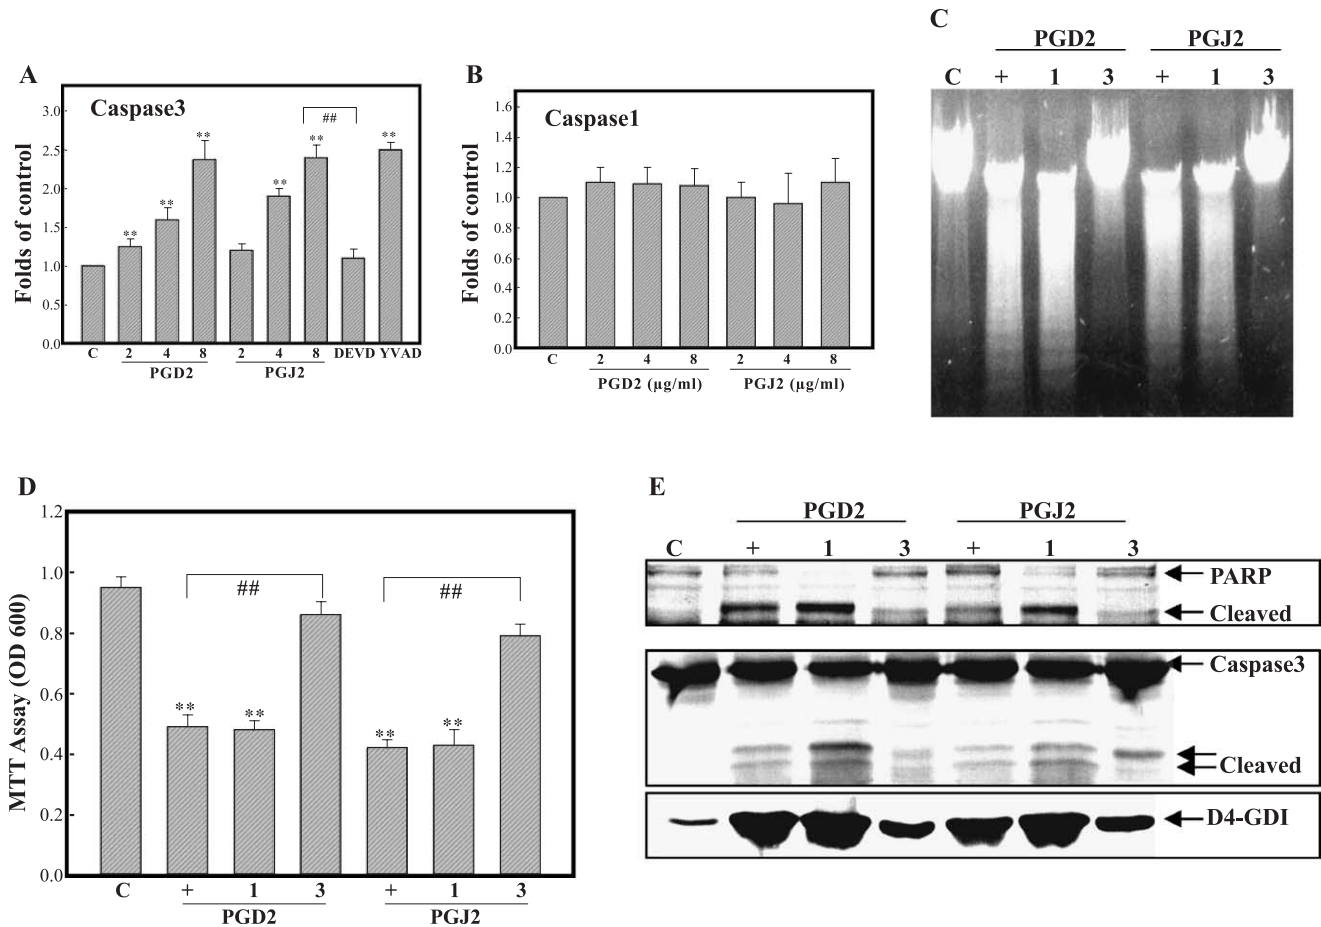 A
Caspase3
Folds of control
3.0
2.5
2.0
1.5
1.0
0.5
0.0
** ** ** ** ** ** ##
C 2 4 8 2 4 8 DEVD YVAD
PGD2 PGJ2
B
Caspase1
Folds of control
1.6
1.4
1.2
1.0
0.8
0.6
0.4
0.2
0.0
C 2 4 8 2 4 8
PGD2 (µg/ml) PGJ2 (µg/ml)
C
PGD2 PGJ2
C + 1 3 + 1 3
D
MTT Assay (OD 600)
1.2
1.0
0.8
0.6
0.4
0.2
0.0
## ##
** ** ** **
C + 1 3 + 1 3
PGD2 PGJ2
E
PGD2 PGJ2
C + 1 3 + 1 3
PARP
Cleaved
Caspase3
Cleaved
D4-GDI